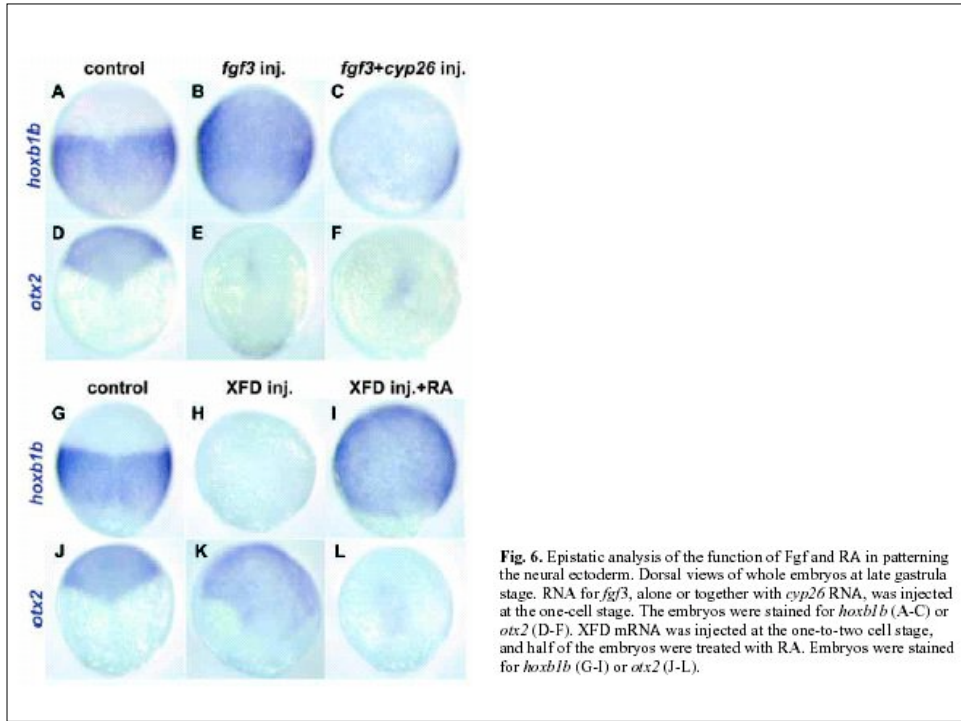 control fgf3 inj. fgf3+cyp26 inj.
A B C
hoxb1b
D E F
otx2
control XFD inj. XFD inj.+RA
G H I
hoxb1b
J K L
otx2
Fig. 6. Epistatic analysis of the function of Fgf and RA in patterning
the neural ectoderm. Dorsal views of whole embryos at late gastrula
stage. RNA for fgf3, alone or together with cyp26 RNA, was injected
at the one-cell stage. The embryos were stained for hoxb1b (A-C) or
otx2 (D-F). XFD mRNA was injected at the one-to-two cell stage,
and half of the embryos were treated with RA. Embryos were stained
for hoxb1b (G-I) or otx2 (J-L).